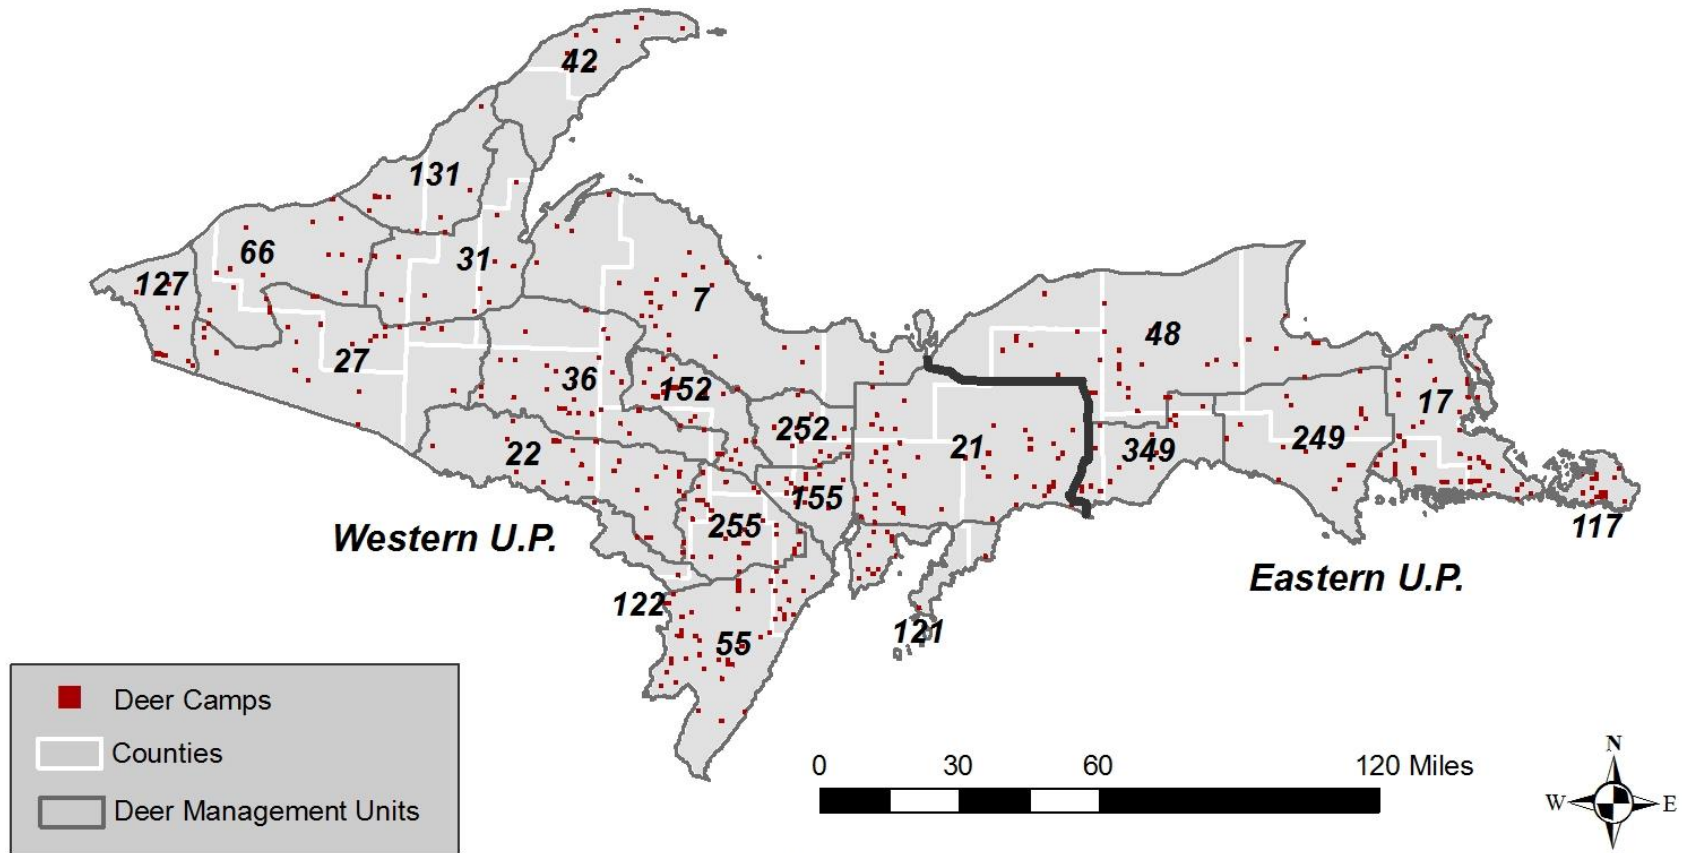 42
131
66
31
127
7
48
27
36
152
17
252
22
21
349
249
155
255
Western U.P.
117
Eastern U.P.
122
121
55
Deer Camps
Counties
Deer Management Units
0 30 60 120 Miles
N
W E
S